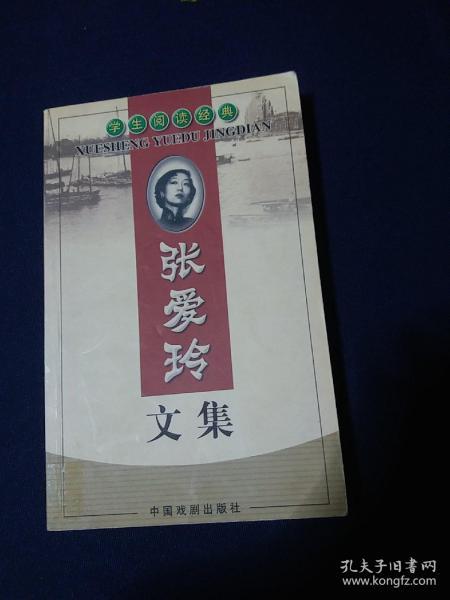 学生阅读经典
XUESHENG YUEDU JINGDIAN
张爱玲
文集
中国戏剧出版社
孔夫子旧书网
www.kongfz.com